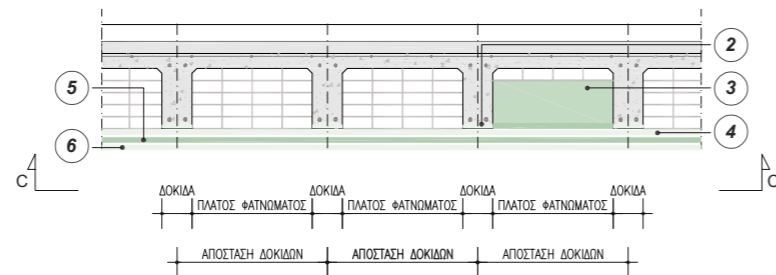 2
3
5
4
6
C C
ΔΟΚΙΔΑ ΔΟΚΙΔΑ ΔΟΚΙΔΑ ΔΟΚΙΔΑ
ΠΛΑΤΟΣ ΦΑΤΝΩΜΑΤΟΣ ΠΛΑΤΟΣ ΦΑΤΝΩΜΑΤΟΣ ΠΛΑΤΟΣ ΦΑΤΝΩΜΑΤΟΣ
ΑΠΟΣΤΑΣΗ ΔΟΚΙΔΩΝ ΑΠΟΣΤΑΣΗ ΔΟΚΙΔΩΝ ΑΠΟΣΤΑΣΗ ΔΟΚΙΔΩΝ